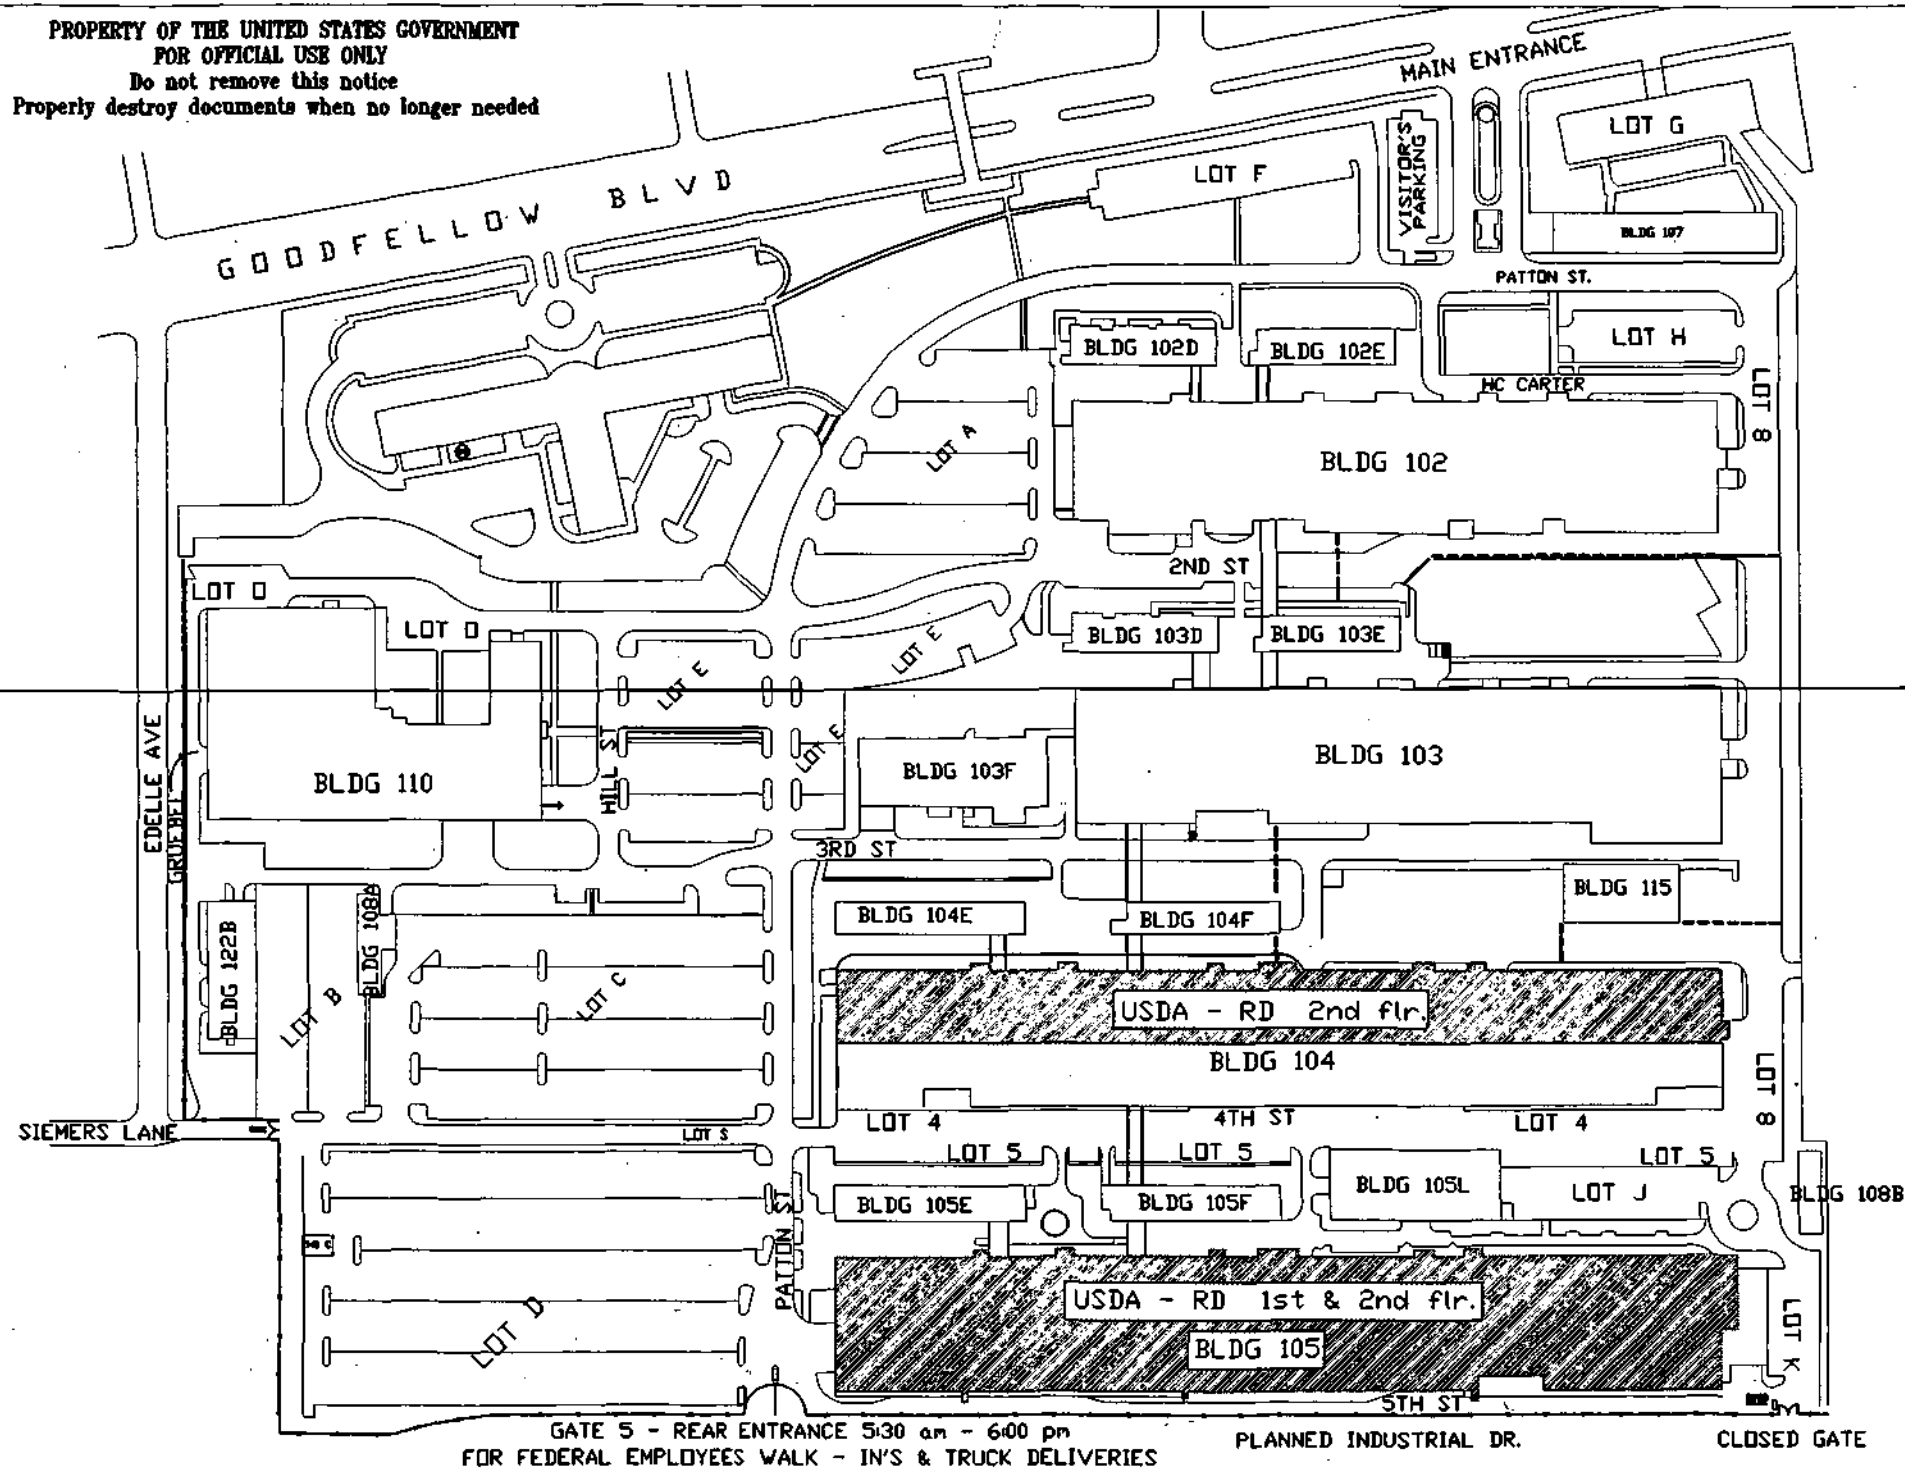 PROPERTY OF THE UNITED STATES GOVERNMENT
FOR OFFICIAL USE ONLY
Do not remove this notice
Properly destroy documents when no longer needed
MAIN ENTRANCE
GOODFELLOW BLVD
LOT G
VISITOR'S
PARKING
LOT F
BLDG 107
PATTON ST.
LOT H
BLDG 102D
BLDG 102E
HC CARTER
LOT 8
LOT A
BLDG 102
2ND ST
LOT O
LOT O
BLDG 103D
BLDG 103E
LOT E
LOT E
LOT E
EDELLE AVE
HILL ST
BLDG 103
BLDG 103F
BLDG 110
3RD ST
BLDG 115
BLDG 108A
BLDG 104E
BLDG 104F
BLDG 122B
LOT B
LOT C
USDA - RD 2nd flr.
BLDG 104
LOT 8
LOT 4
4TH ST
LOT 4
SIEMERS LANE
LOT S
LOT 5
LOT 5
LOT 5
BLDG 105E
BLDG 105F
BLDG 105L
LOT J
BLDG 108B
PATTON ST
USDA - RD 1st & 2nd flr.
BLDG 105
LOT D
LOT K
5TH ST
GATE 5 - REAR ENTRANCE 5:30 am - 6:00 pm
FOR FEDERAL EMPLOYEES WALK - IN'S & TRUCK DELIVERIES
PLANNED INDUSTRIAL DR.
CLOSED GATE